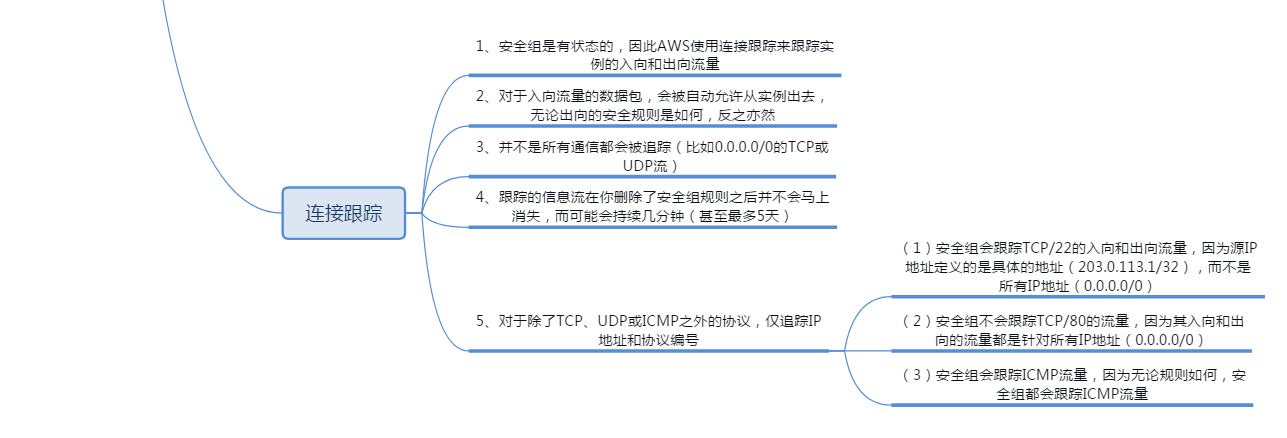 1、安全组是有状态的，因此AWS使用连接跟踪来跟踪实
例的入向和出向流量
2、对于入向流量的数据包，会被自动允许从实例出去，
无论出向的安全规则是如何，反之亦然
3、并不是所有通信都会被追踪（比如0.0.0.0/0的TCP或
UDP流）
4、跟踪的信息流在你删除了安全组规则之后并不会马上
消失，而可能会持续几分钟（甚至最多5天）
连接跟踪
5、对于除了TCP、UDP或ICMP之外的协议，仅追踪IP
地址和协议编号
（1）安全组会跟踪TCP/22的入向和出向流量，因为源IP
地址定义的是具体的地址（203.0.113.1/32），而不是
所有IP地址（0.0.0.0/0）
（2）安全组不会跟踪TCP/80的流量，因为其入向和出
向的流量都是针对所有IP地址（0.0.0.0/0）
（3）安全组会跟踪ICMP流量，因为无论规则如何，安
全组都会跟踪ICMP流量